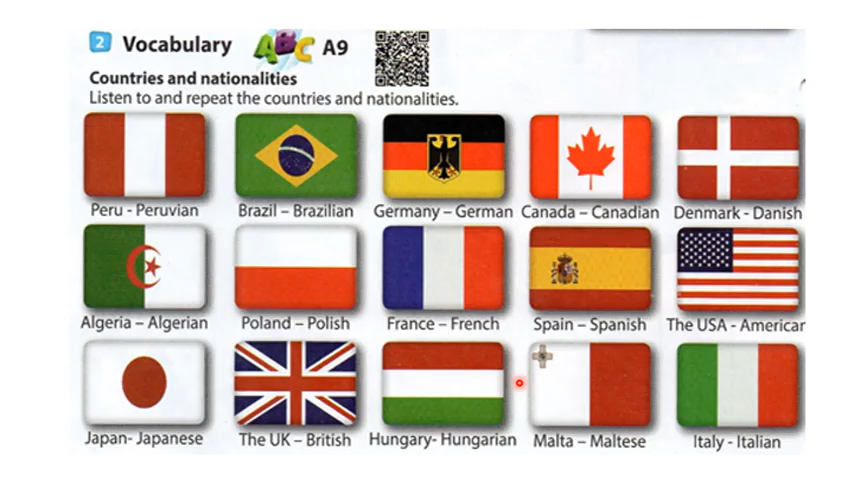 2 Vocabulary ABC A9
Countries and nationalities
Listen to and repeat the countries and nationalities.
Peru - Peruvian Brazil – Brazilian Germany – German Canada – Canadian Denmark - Danish
Algeria – Algerian Poland – Polish France – French Spain – Spanish The USA - American
Japan- Japanese The UK – British Hungary- Hungarian Malta – Maltese Italy - Italian